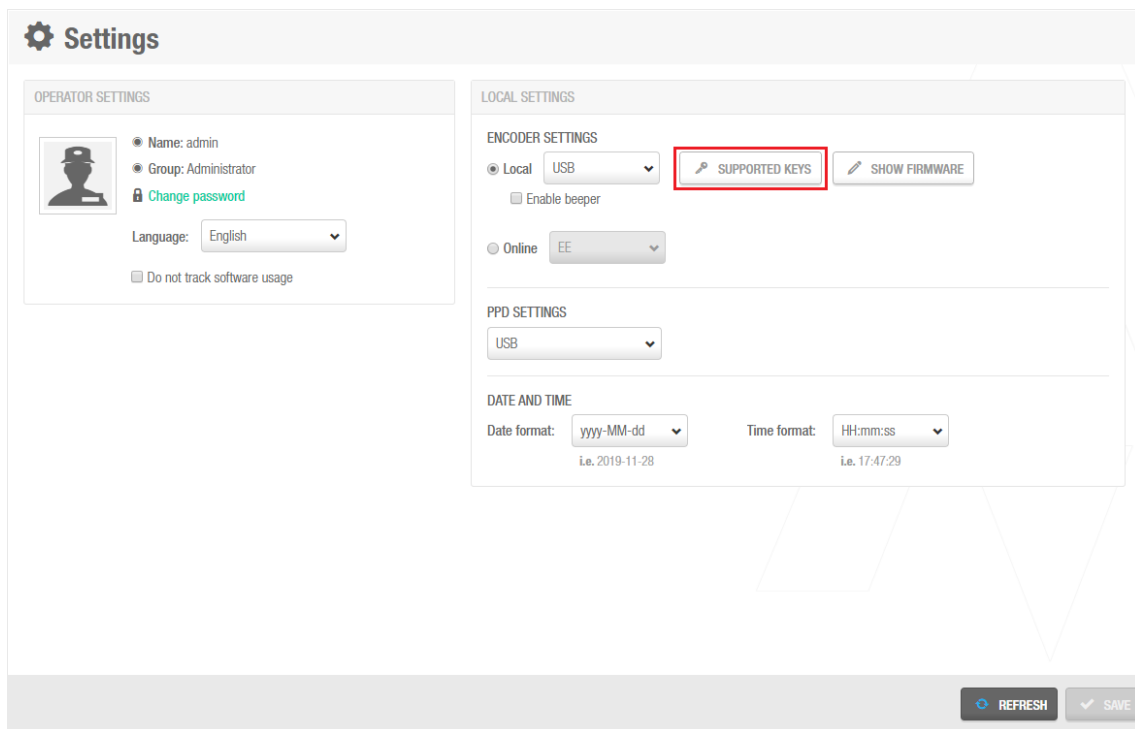 Settings
OPERATOR SETTINGS
Name: admin
Group: Administrator
Change password
Language: English
Do not track software usage
LOCAL SETTINGS
ENCODER SETTINGS
Local USB SUPPORTED KEYS SHOW FIRMWARE
Enable beeper
Online EE
PPD SETTINGS
USB
DATE AND TIME
Date format: yyyy-MM-dd Time format: HH:mm:ss
i.e. 2019-11-28 i.e. 17:47:29
REFRESH SAVE